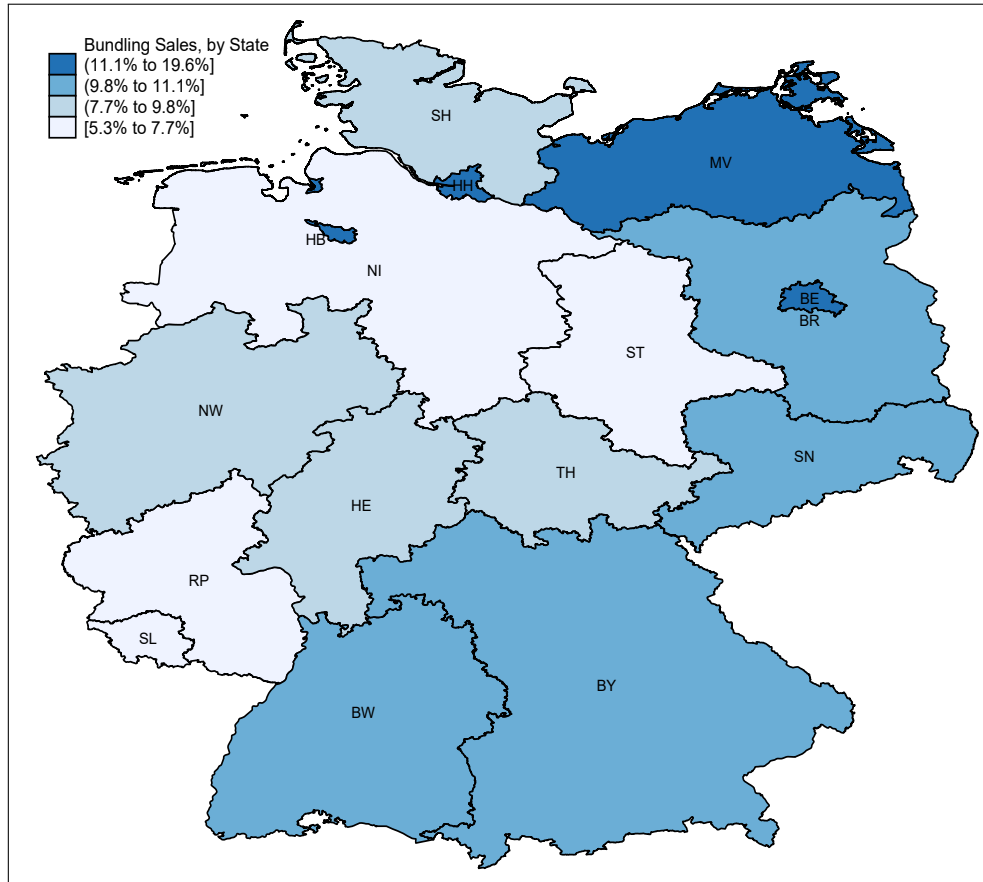 Bundling Sales, by State
(11.1% to 19.6%]
(9.8% to 11.1%]
(7.7% to 9.8%]
[5.3% to 7.7%]
SH
MV
HH
HB
NI
BE
BR
ST
NW
SN
TH
HE
RP
SL
BY
BW